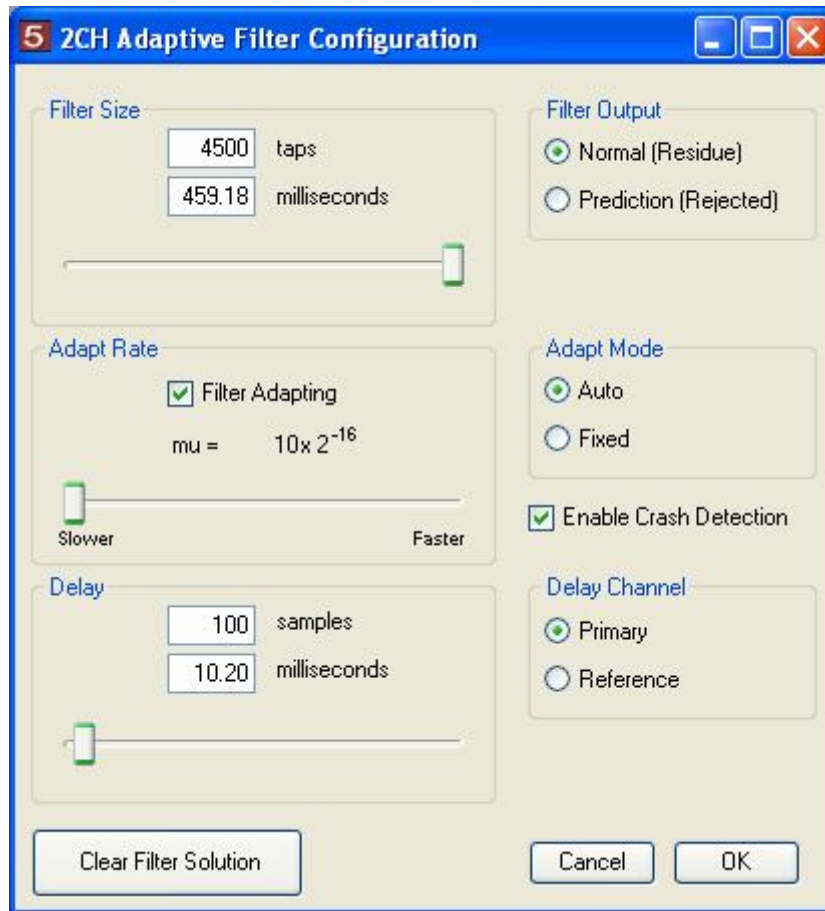 5 2CH Adaptive Filter Configuration
Filter Size
4500 taps
459.18 milliseconds
Filter Output
Normal (Residue)
Prediction (Rejected)
Adapt Rate
Filter Adapting
mu = 10x 2^-16
Slower Faster
Adapt Mode
Auto
Fixed
Enable Crash Detection
Delay
100 samples
10.20 milliseconds
Delay Channel
Primary
Reference
Clear Filter Solution
Cancel
OK